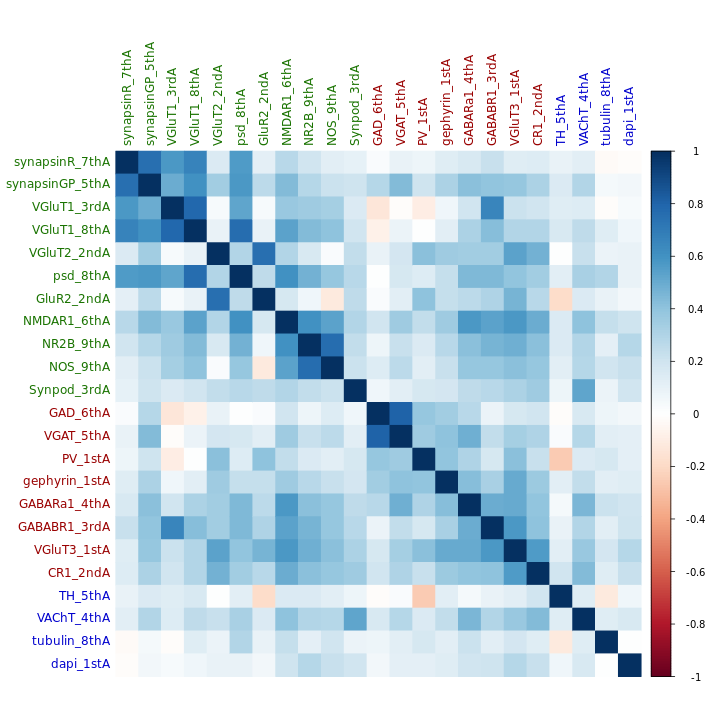 synapsinR_7thA
synapsinGP_5thA
VGluT1_3rdA
VGluT1_8thA
VGluT2_2ndA
psd_8thA
GluR2_2ndA
NMDAR1_6thA
NR2B_9thA
NOS_9thA
Synpod_3rdA
GAD_6thA
VGAT_5thA
PV_1stA
gephyrin_1stA
GABARa1_4thA
GABABR1_3rdA
VGluT3_1stA
CR1_2ndA
TH_5thA
VAChT_4thA
tubulin_8thA
dapi_1stA
synapsinR_7thA
synapsinGP_5thA
VGluT1_3rdA
VGluT1_8thA
VGluT2_2ndA
psd_8thA
GluR2_2ndA
NMDAR1_6thA
NR2B_9thA
NOS_9thA
Synpod_3rdA
GAD_6thA
VGAT_5thA
PV_1stA
gephyrin_1stA
GABARa1_4thA
GABABR1_3rdA
VGluT3_1stA
CR1_2ndA
TH_5thA
VAChT_4thA
tubulin_8thA
dapi_1stA
1
0.8
0.6
0.4
0.2
0
-0.2
-0.4
-0.6
-0.8
-1